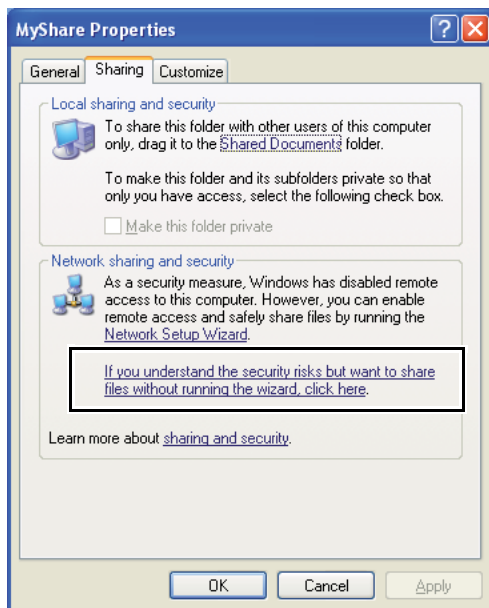 MyShare Properties
General Sharing Customize
Local sharing and security
To share this folder with other users of this computer
only, drag it to the Shared Documents folder.
To make this folder and its subfolders private so that
only you have access, select the following check box.
Make this folder private
Network sharing and security
As a security measure, Windows has disabled remote
access to this computer. However, you can enable
remote access and safely share files by running the
Network Setup Wizard.
If you understand the security risks but want to share
files without running the wizard, click here.
Learn more about sharing and security.
OK Cancel Apply